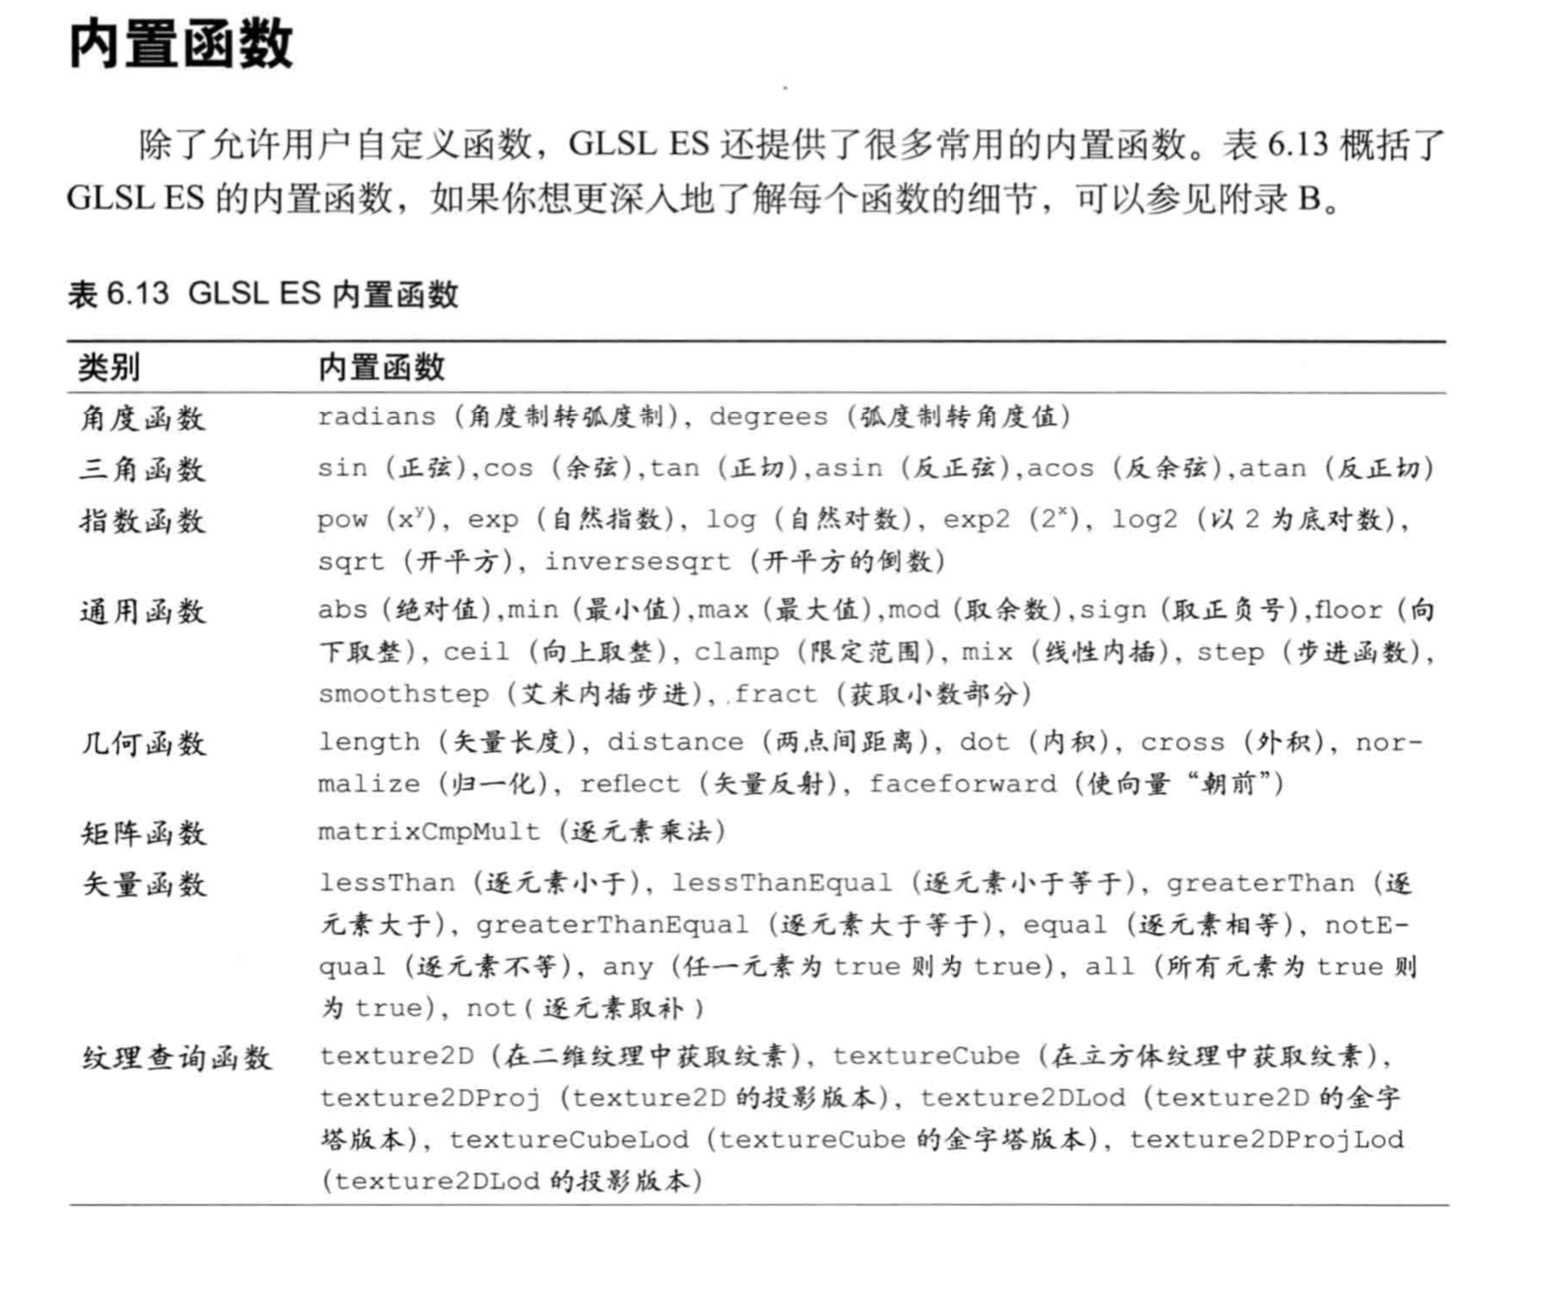 内置函数
除了允许用户自定义函数，GLSL ES 还提供了很多常用的内置函数。表 6.13 概括了
GLSL ES 的内置函数，如果你想更深入地了解每个函数的细节，可以参见附录 B。
表 6.13 GLSL ES 内置函数
类别 内置函数
角度函数 radians（角度制转弧度制），degrees（弧度制转角度值）
三角函数 sin（正弦）,cos（余弦）,tan（正切）,asin（反正弦）,acos（反余弦）,atan（反正切）
指数函数 pow（xʸ），exp（自然指数），log（自然对数），exp2（2ˣ），log2（以 2 为底对数），
sqrt（开平方），inversesqrt（开平方的倒数）
通用函数 abs（绝对值）,min（最小值）,max（最大值）,mod（取余数）,sign（取正负号）,floor（向
下取整），ceil（向上取整），clamp（限定范围），mix（线性内插），step（步进函数），
smoothstep（艾米内插步进），fract（获取小数部分）
几何函数 length（矢量长度），distance（两点间距离），dot（内积），cross（外积），nor-
malize（归一化），reflect（矢量反射），faceforward（使向量“朝前”）
矩阵函数 matrixCmpMult（逐元素乘法）
矢量函数 lessThan（逐元素小于），lessThanEqual（逐元素小于等于），greaterThan（逐
元素大于），greaterThanEqual（逐元素大于等于），equal（逐元素相等），notE-
qual（逐元素不等），any（任一元素为 true 则为 true），all（所有元素为 true 则
为 true），not（逐元素取补）
纹理查询函数 texture2D（在二维纹理中获取纹素），textureCube（在立方体纹理中获取纹素），
texture2DProj（texture2D 的投影版本），texture2DLod（texture2D 的金字
塔版本），textureCubeLod（textureCube 的金字塔版本），texture2DProjLod
（texture2DLod 的投影版本）